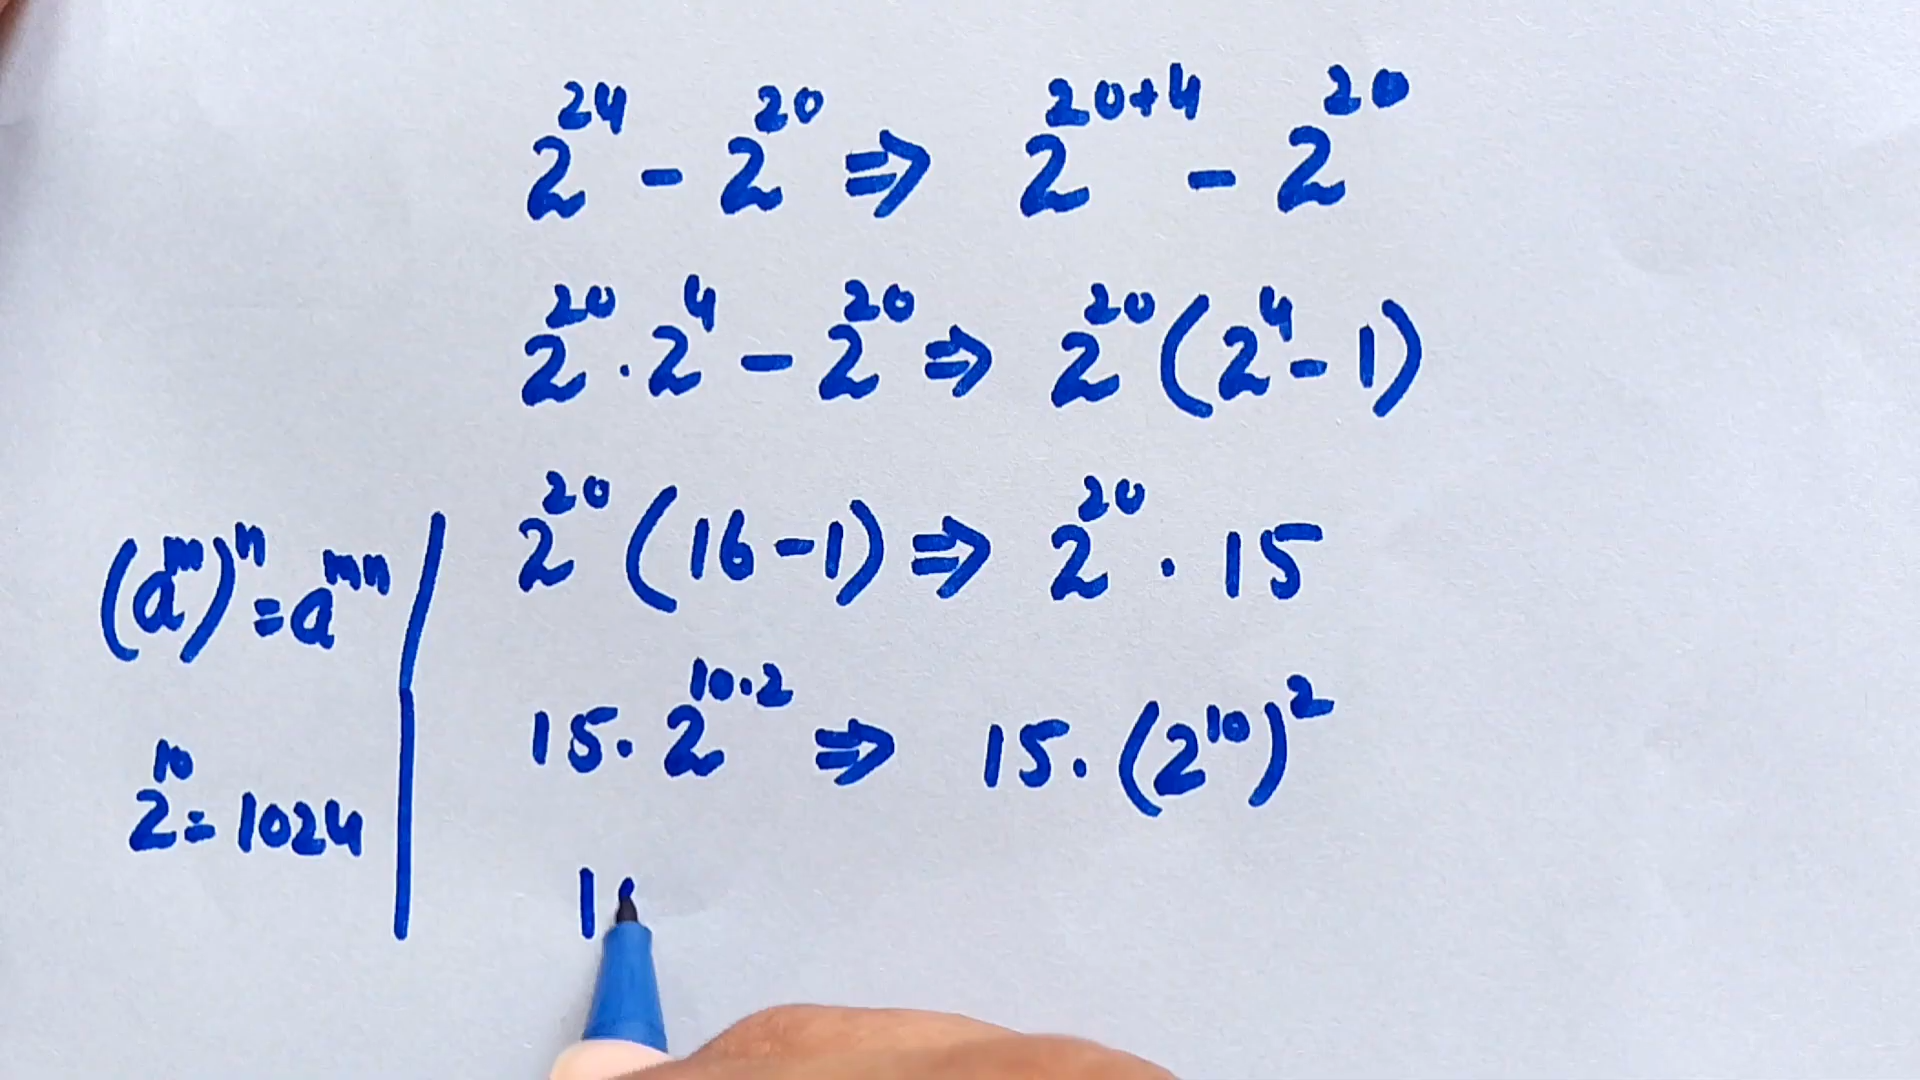 2^24 - 2^20 ⇒ 2^20+4 - 2^20
2^20 · 2^4 - 2^20 ⇒ 2^20 (2^4 - 1)
2^20 (16 - 1) ⇒ 2^20 · 15
(a^m)^n = a^mn
15 · 2^10·2 ⇒ 15 · (2^10)^2
2^10 = 1024
1